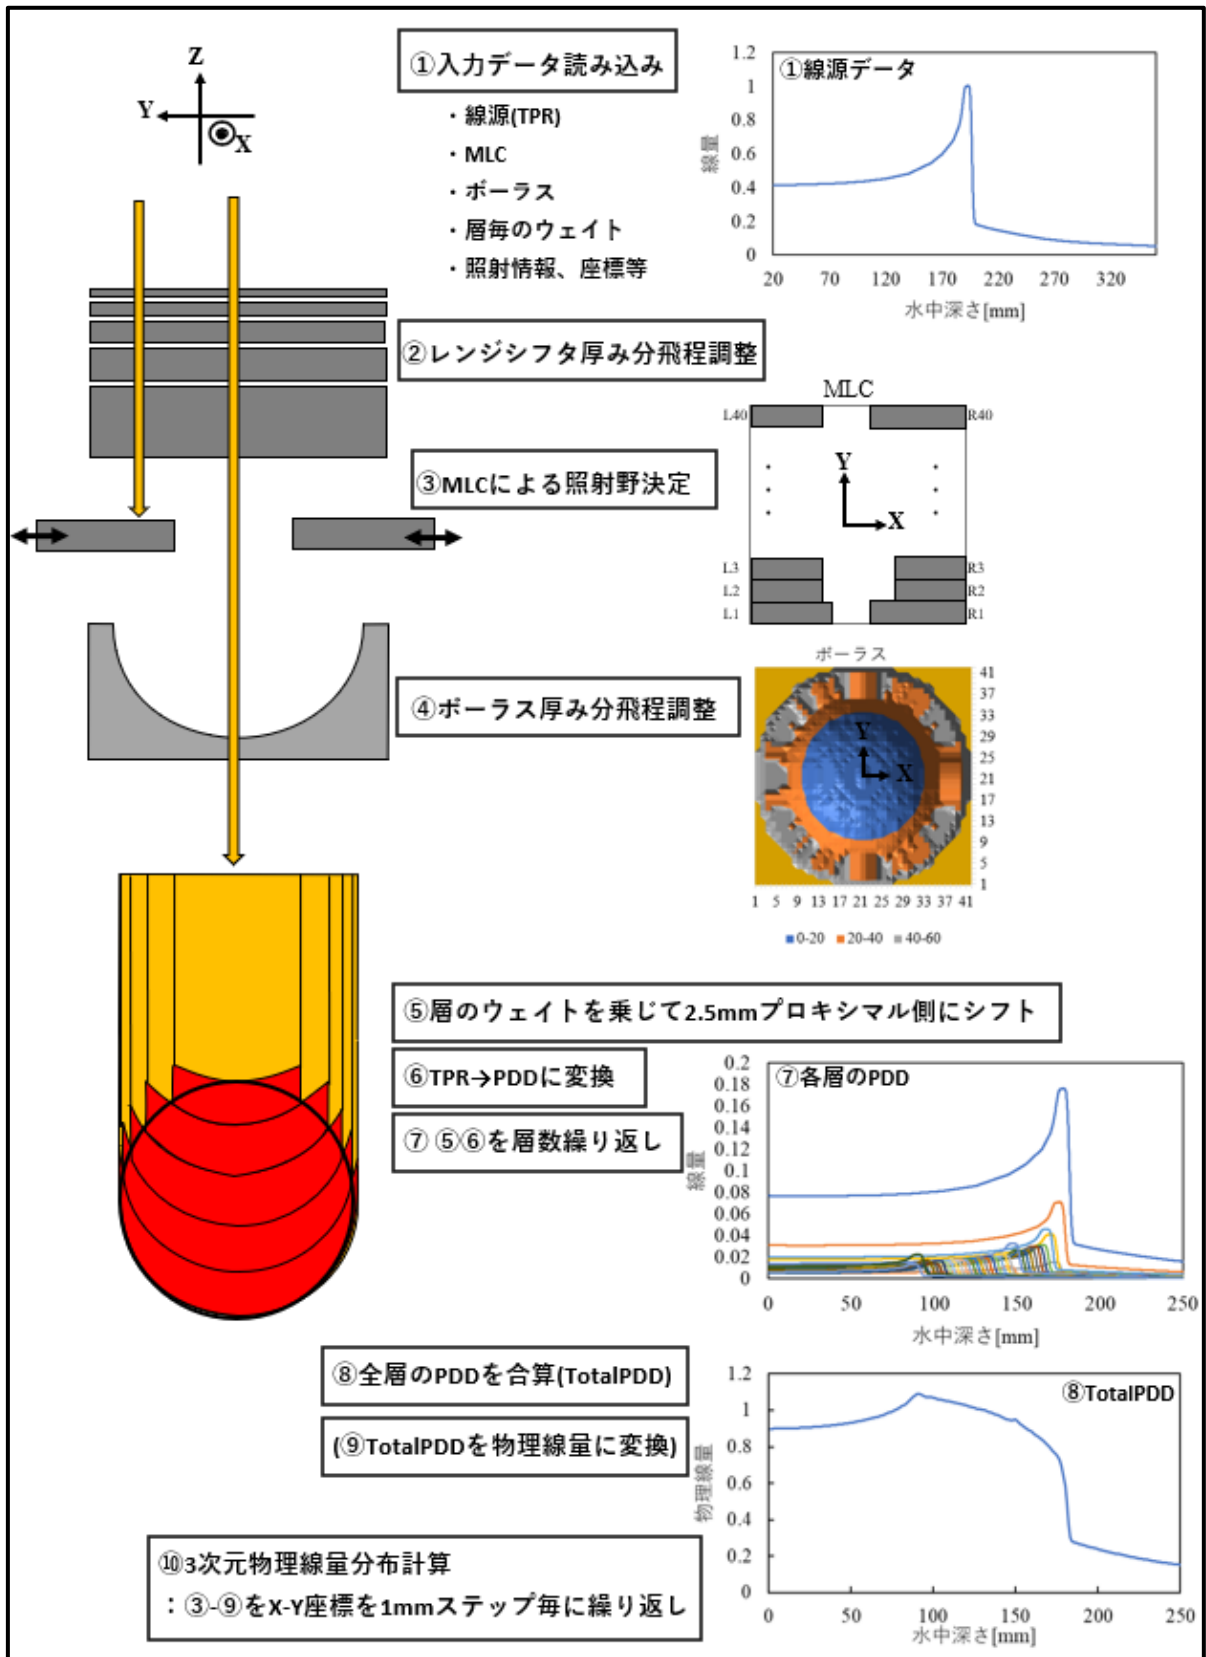 ①入力データ読み込み
・線源(TPR)
・MLC
・ボーラス
・層毎のウェイト
・照射情報、座標等
Z
Y
X
①線源データ
線量
1.2
1
0.8
0.6
0.4
0.2
0
20 70 120 170 220 270 320
水中深さ[mm]
②レンジシフタ厚み分飛程調整
MLC
L40 R40
Y
X
L3 R3
L2 R2
L1 R1
③MLCによる照射野決定
④ボーラス厚み分飛程調整
ボーラス
Y
X
41
37
33
29
25
21
17
13
9
5
1
1 5 9 13 17 21 25 29 33 37 41
0-20 20-40 40-60
⑤層のウェイトを乗じて2.5mmプロキシマル側にシフト
⑥TPR→PDDに変換
⑦ ⑤⑥を層数繰り返し
⑦各層のPDD
線量
0.2
0.18
0.16
0.14
0.12
0.1
0.08
0.06
0.04
0.02
0
0 50 100 150 200 250
水中深さ[mm]
⑧全層のPDDを合算(TotalPDD)
(⑨TotalPDDを物理線量に変換)
⑧TotalPDD
物理線量
1.2
1
0.8
0.6
0.4
0.2
0
0 50 100 150 200 250
水中深さ[mm]
⑩3次元物理線量分布計算
：③-⑨をX-Y座標を1mmステップ毎に繰り返し